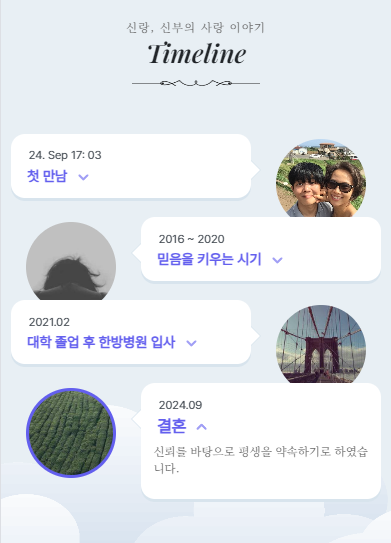 신랑, 신부의 사랑 이야기
Timeline
24. Sep 17: 03
첫 만남
2016 ~ 2020
믿음을 키우는 시기
2021.02
대학 졸업 후 한방병원 입사
2024.09
결혼
신뢰를 바탕으로 평생을 약속하기로 하였습
니다.